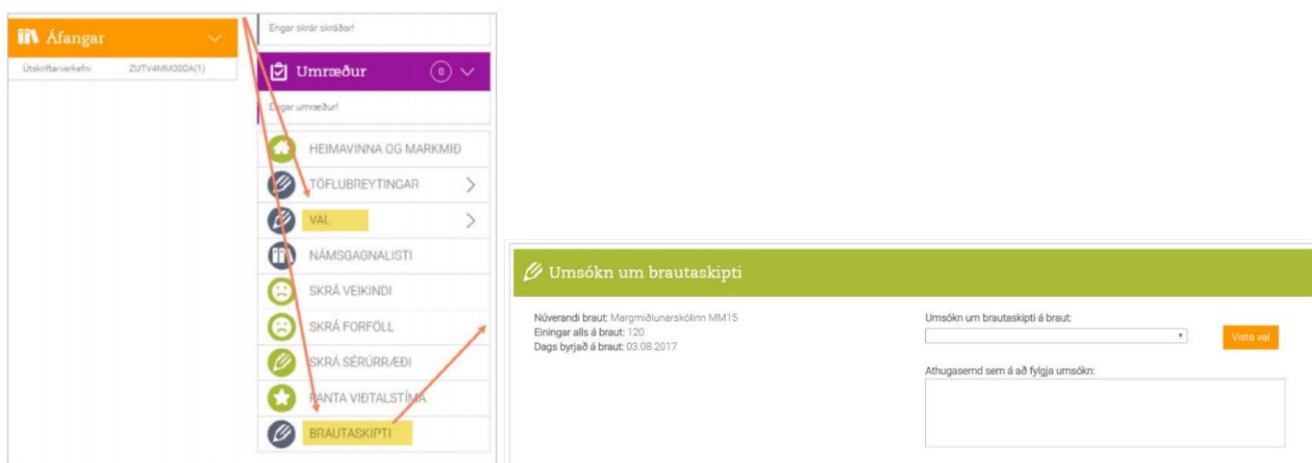 Áfangar
Útskriftarverkefni ZUTV4MM30DA(1)
Engar skrár skráðar!
Umræður 0
Engar umræður!
HEIMAVINNA OG MARKMIÐ
TÖFLUBREYTINGAR
VAL
NÁMSGAGNALISTI
SKRÁ VEIKINDI
SKRÁ FORFÖLL
SKRÁ SÉRÚRRÆÐI
PANTA VIÐTALSTÍMA
BRAUTASKIPTI
Umsókn um brautaskipti
Núverandi braut: Margmiðlunarskólinn MM15
Einingar alls á braut: 120
Dags byrjað á braut: 03.08.2017
Umsókn um brautaskipti á braut:
Vista val
Athugasemd sem á að fylgja umsókn: